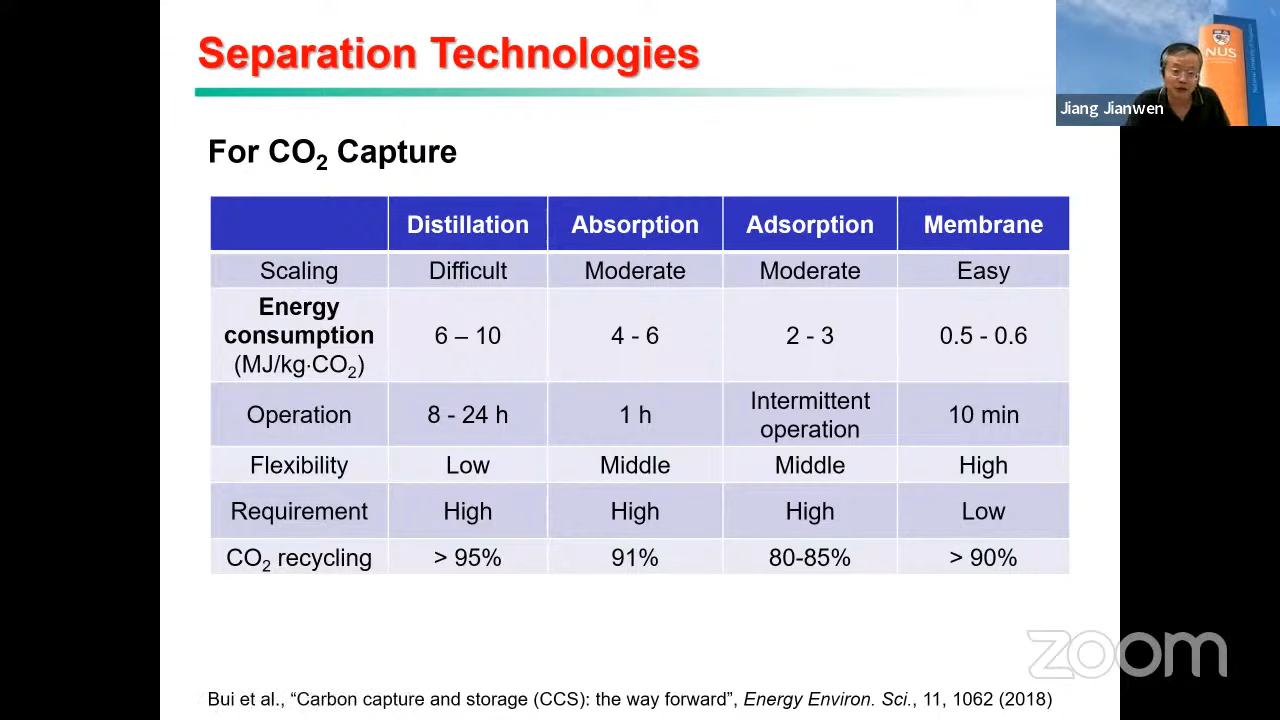 Separation Technologies
NUS
Jiang Jianwen
For CO₂ Capture
Distillation Absorption Adsorption Membrane
Scaling Difficult Moderate Moderate Easy
Energy consumption (MJ/kg·CO₂) 6 – 10 4 - 6 2 - 3 0.5 - 0.6
Operation 8 - 24 h 1 h Intermittent operation 10 min
Flexibility Low Middle Middle High
Requirement High High High Low
CO₂ recycling > 95% 91% 80-85% > 90%
zoom
Bui et al., “Carbon capture and storage (CCS): the way forward”, Energy Environ. Sci., 11, 1062 (2018)